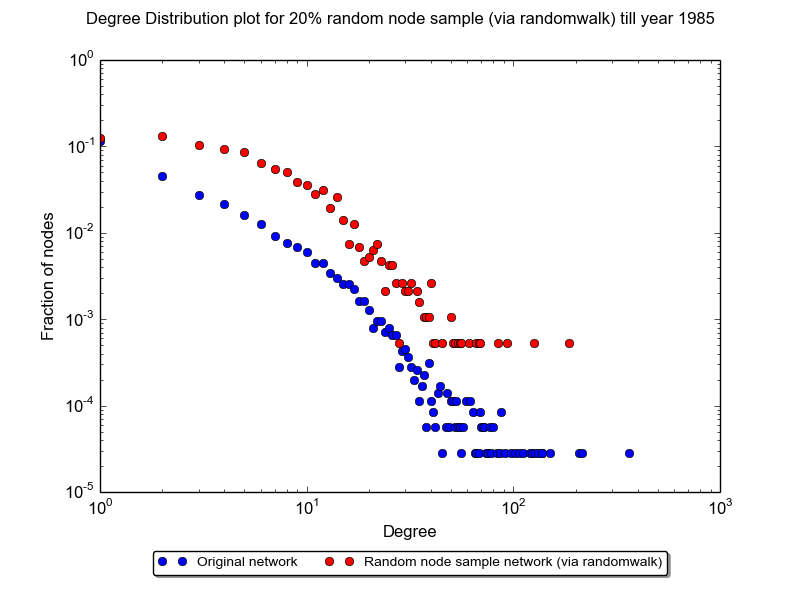 Degree Distribution plot for 20% random node sample (via randomwalk) till year 1985
10^0
10^-1
10^-2
10^-3
10^-4
10^-5
Fraction of nodes
10^0 10^1 10^2 10^3
Degree
Original network Random node sample network (via randomwalk)